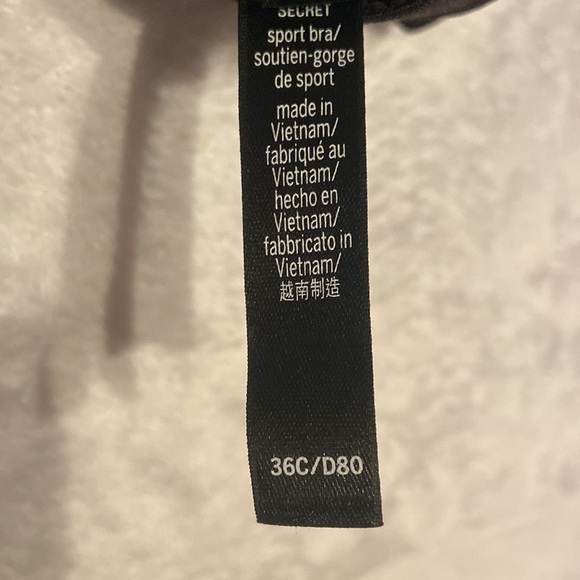 SECRET
sport bra/
soutien-gorge
de sport
made in
Vietnam/
fabriqué au
Vietnam/
hecho en
Vietnam/
fabbricato in
Vietnam/
越南制造
36C/D80